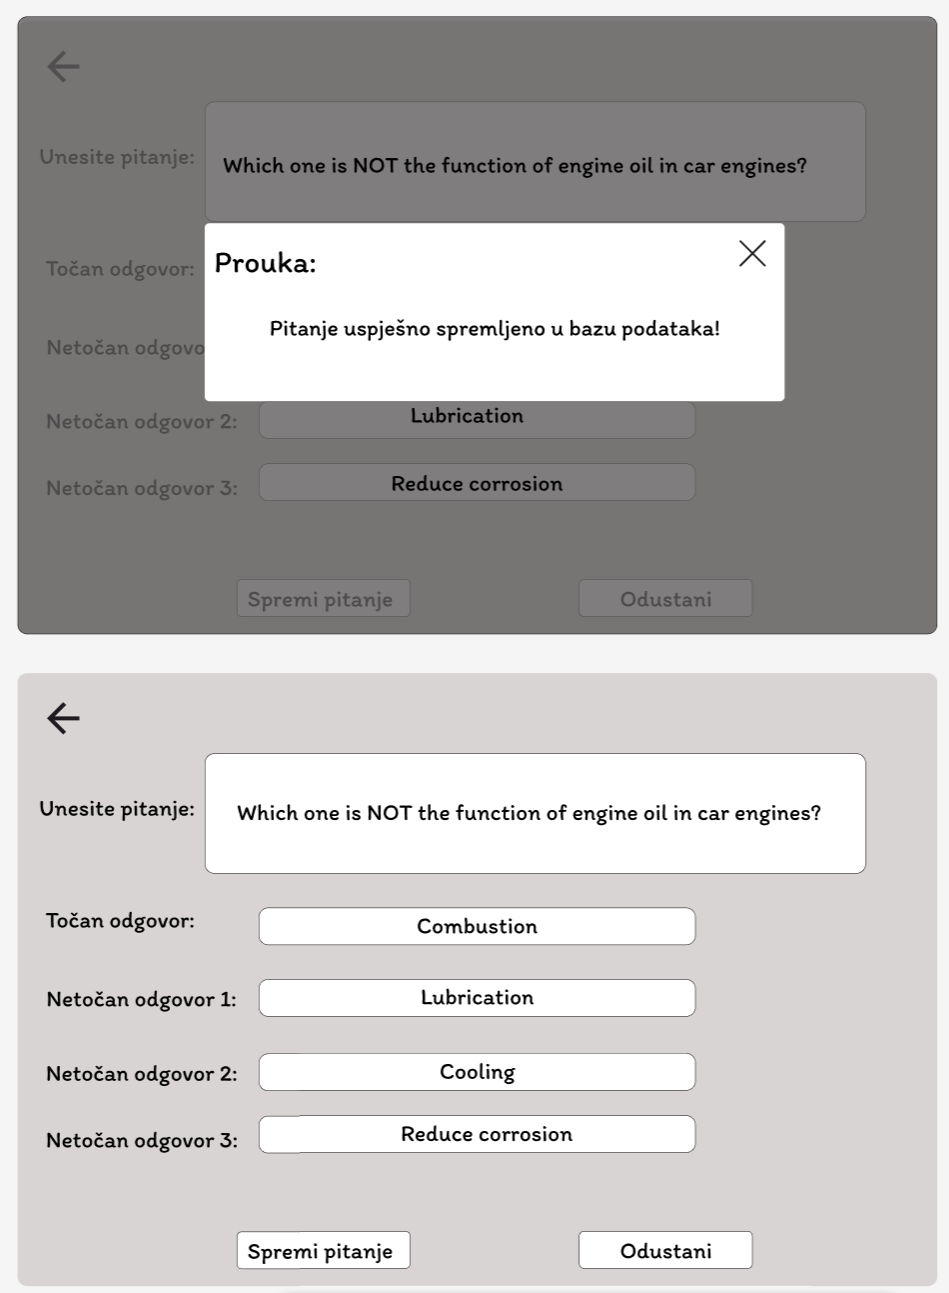 Unesite pitanje:
Which one is NOT the function of engine oil in car engines?
Prouka:
Pitanje uspješno spremljeno u bazu podataka!
Točan odgovor:
Netočan odgovo
Netočan odgovor 2:
Lubrication
Netočan odgovor 3:
Reduce corrosion
Spremi pitanje
Odustani
Unesite pitanje:
Which one is NOT the function of engine oil in car engines?
Točan odgovor:
Combustion
Netočan odgovor 1:
Lubrication
Netočan odgovor 2:
Cooling
Netočan odgovor 3:
Reduce corrosion
Spremi pitanje
Odustani